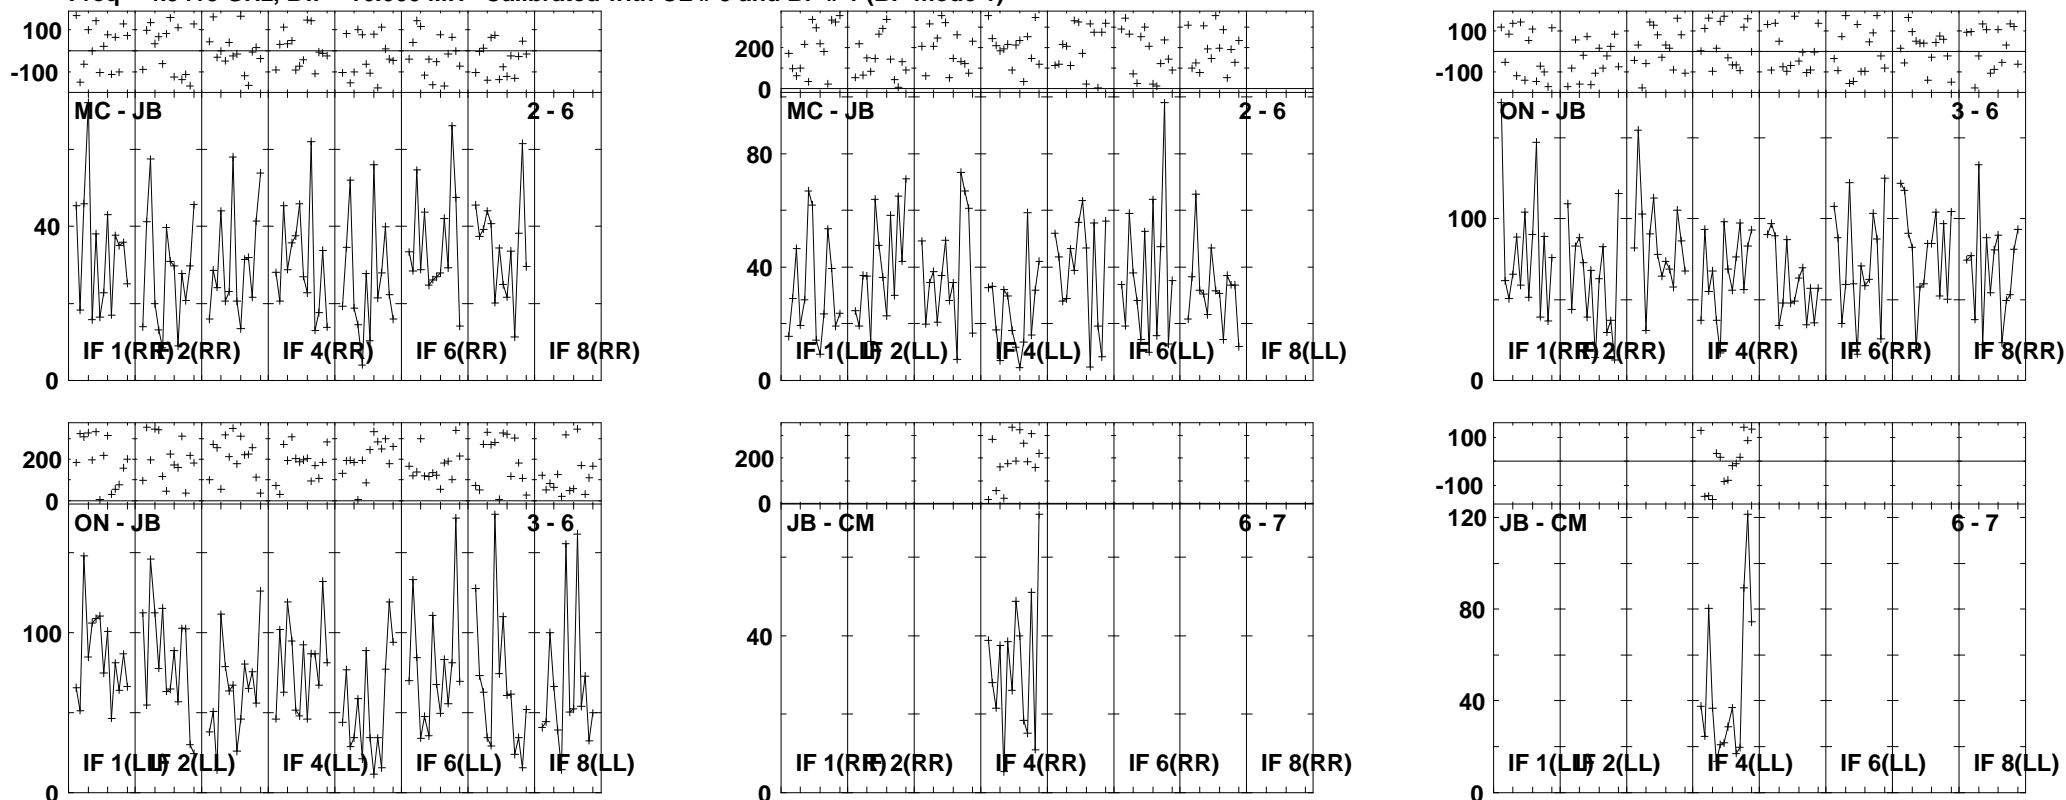 100
-100
MC - JB 2 - 6
40
0
IF 1(RR) IF 2(RR) IF 4(RR) IF 6(RR) IF 8(RR)
200
0
MC - JB 2 - 6
80
40
0
IF 1(LL) IF 2(LL) IF 4(LL) IF 6(LL) IF 8(LL)
100
-100
ON - JB 3 - 6
100
0
IF 1(RR) IF 2(RR) IF 4(RR) IF 6(RR) IF 8(RR)
200
0
ON - JB 3 - 6
100
0
IF 1(LL) IF 2(LL) IF 4(LL) IF 6(LL) IF 8(LL)
200
0
JB - CM 6 - 7
40
0
IF 1(RR) IF 2(RR) IF 4(RR) IF 6(RR) IF 8(RR)
100
-100
JB - CM 6 - 7
120
80
40
0
IF 1(LL) IF 2(LL) IF 4(LL) IF 6(LL) IF 8(LL)